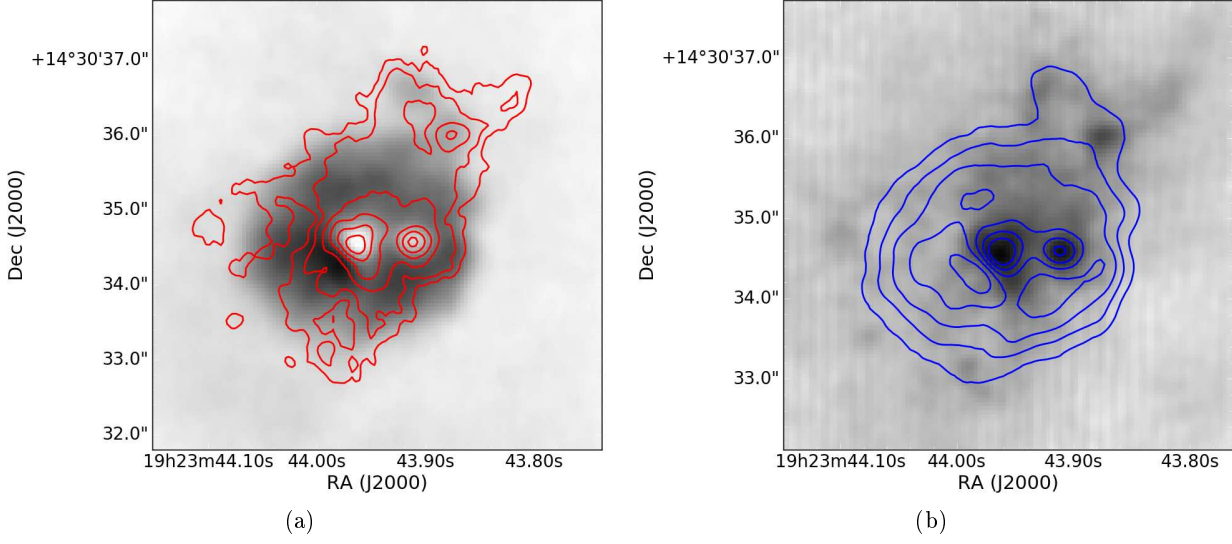 +14°30'37.0"
36.0"
35.0"
34.0"
33.0"
32.0"
Dec (J2000)
19h23m44.10s 44.00s 43.90s 43.80s
RA (J2000)
(a)
+14°30'37.0"
36.0"
35.0"
34.0"
33.0"
Dec (J2000)
19h23m44.10s 44.00s 43.90s 43.80s
RA (J2000)
(b)